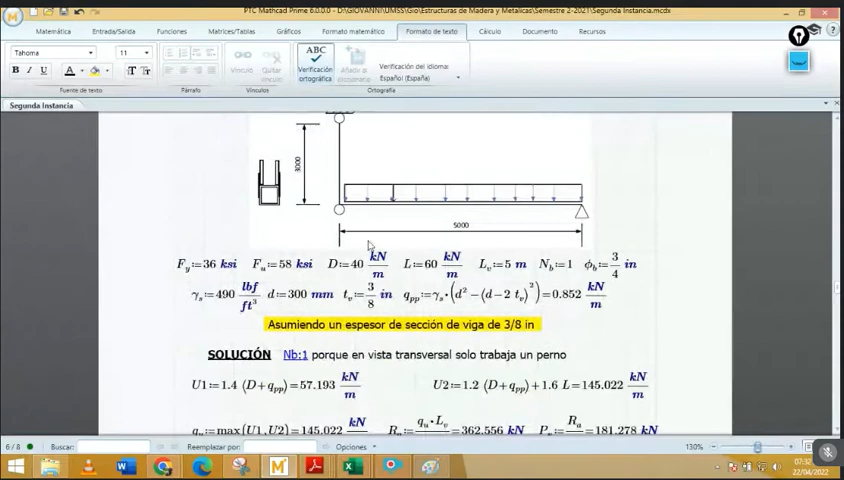 PTC Mathcad Prime 6.0.0.0 - D:\GIOVANNI\UMSS\Gio\Estructuras de Madera y Metalicas\Semestre 2-2021\Segunda Instancia.mcdx
Matemática Entrada/Salida Funciones Matrices/Tablas Gráficos Formato matemático Formato de texto Cálculo Documento Recursos
Tahoma 11
ABC
Verificación ortográfica
Vínculo Quitar vínculo Añadir a diccionario
Verificación del idioma:
Español (España)
Fuente de texto Párrafo Vínculos Ortografía
Segunda Instancia
3000
5000
F_y:=36 ksi F_u:=58 ksi D:=40 kN/m L:=60 kN/m L_v:=5 m N_b:=1 ϕ_b:=3/4 in
γ_s:=490 lbf/ft³ d:=300 mm t_v:=3/8 in q_pp:=γ_s·(d²−(d−2 t_v)²)=0.852 kN/m
Asumiendo un espesor de sección de viga de 3/8 in
SOLUCIÓN Nb:1 porque en vista transversal solo trabaja un perno
U1:=1.4 (D+q_pp)=57.193 kN/m U2:=1.2 (D+q_pp)+1.6 L=145.022 kN/m
q_u:=max(U1,U2)=145.022 kN R_a:=q_u·L_v=362.556 kN P_u:=R_a=181.278 kN
6 / 8 Buscar: Reemplazar por: Opciones 130%
07:32
22/04/2022